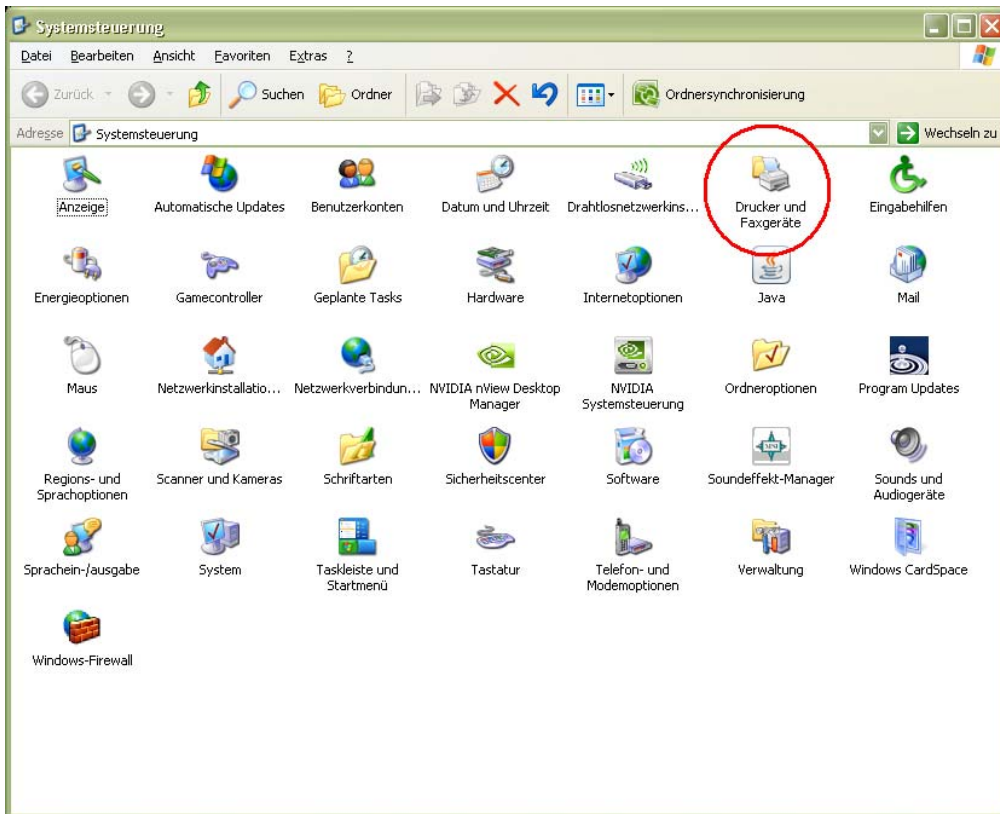 Systemsteuerung
Datei Bearbeiten Ansicht Favoriten Extras ?
Zurück Suchen Ordner Ordnersynchronisierung
Adresse Systemsteuerung Wechseln zu
Anzeige Automatische Updates Benutzerkonten Datum und Uhrzeit Drahtlosnetzwerkins... Drucker und Eingabehilfen
Faxgeräte
Energieoptionen Gamecontroller Geplante Tasks Hardware Internetoptionen Java Mail
Maus Netzwerkinstallatio... Netzwerkverbindun... NVIDIA nView Desktop NVIDIA Ordneroptionen Program Updates
Manager Systemsteuerung
Regions- und Scanner und Kameras Schriftarten Sicherheitscenter Software Soundeffekt-Manager Sounds und
Sprachoptionen Audiogeräte
Sprachein-/ausgabe System Taskleiste und Tastatur Telefon- und Verwaltung Windows CardSpace
Startmenü Modemoptionen
Windows-Firewall